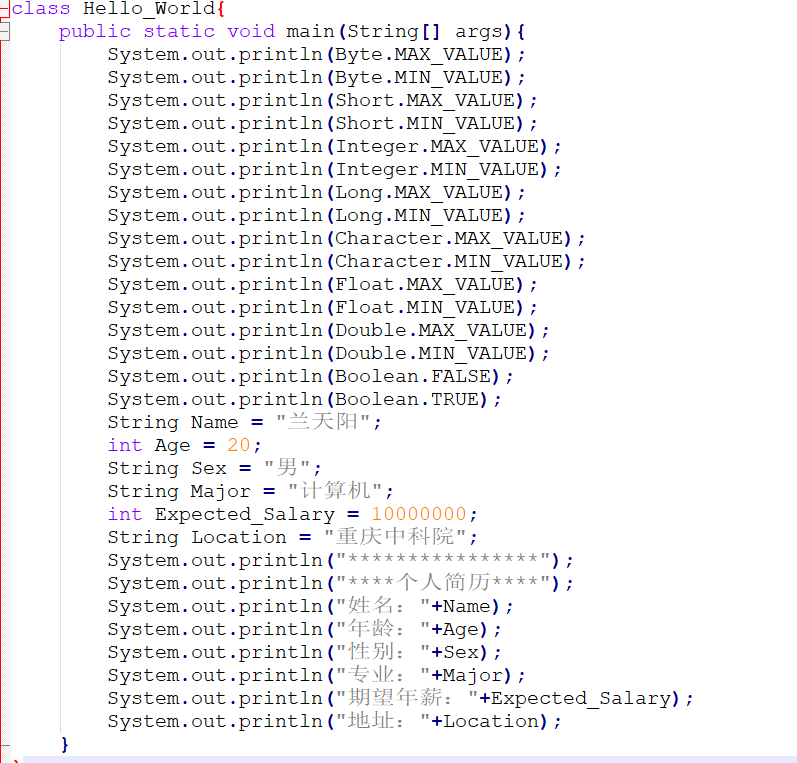 class Hello_World{
public static void main(String[] args){
System.out.println(Byte.MAX_VALUE);
System.out.println(Byte.MIN_VALUE);
System.out.println(Short.MAX_VALUE);
System.out.println(Short.MIN_VALUE);
System.out.println(Integer.MAX_VALUE);
System.out.println(Integer.MIN_VALUE);
System.out.println(Long.MAX_VALUE);
System.out.println(Long.MIN_VALUE);
System.out.println(Character.MAX_VALUE);
System.out.println(Character.MIN_VALUE);
System.out.println(Float.MAX_VALUE);
System.out.println(Float.MIN_VALUE);
System.out.println(Double.MAX_VALUE);
System.out.println(Double.MIN_VALUE);
System.out.println(Boolean.FALSE);
System.out.println(Boolean.TRUE);
String Name = "兰天阳";
int Age = 20;
String Sex = "男";
String Major = "计算机";
int Expected_Salary = 10000000;
String Location = "重庆中科院";
System.out.println("****************");
System.out.println("****个人简历****");
System.out.println("姓名："+Name);
System.out.println("年龄："+Age);
System.out.println("性别："+Sex);
System.out.println("专业："+Major);
System.out.println("期望年薪："+Expected_Salary);
System.out.println("地址："+Location);
}